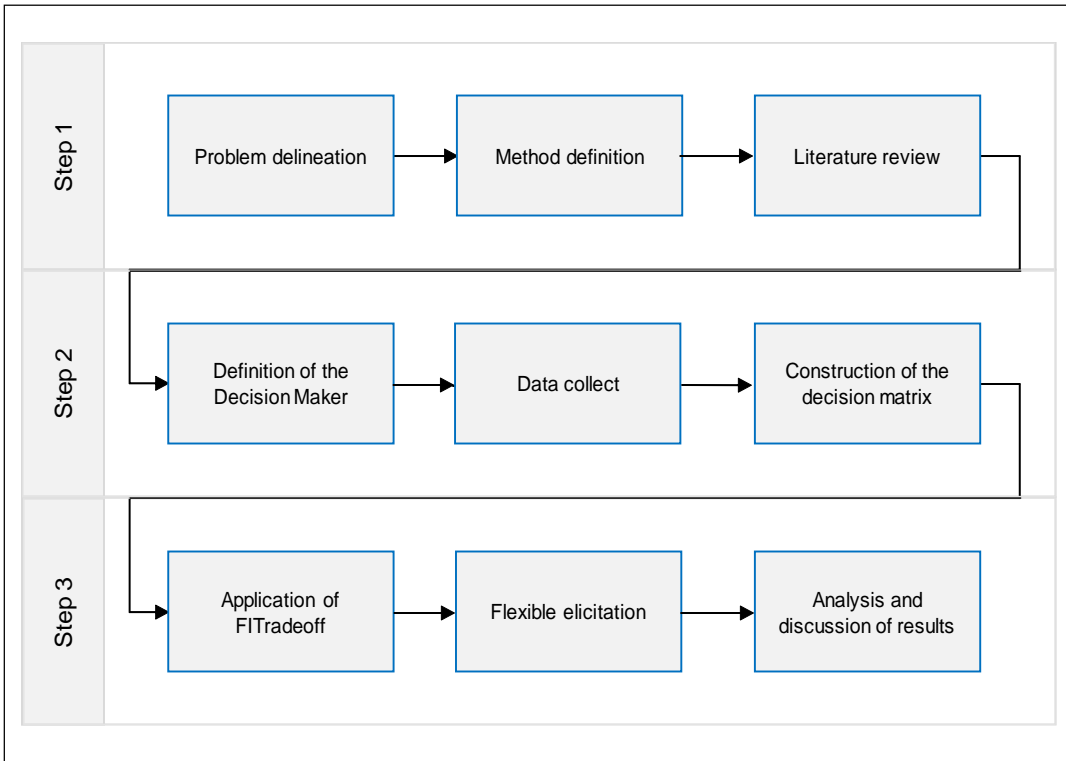 Step 1
Problem delineation
Method definition
Literature review
Step 2
Definition of the
Decision Maker
Data collect
Construction of the
decision matrix
Step 3
Application of
FITradeoff
Flexible elicitation
Analysis and
discussion of results